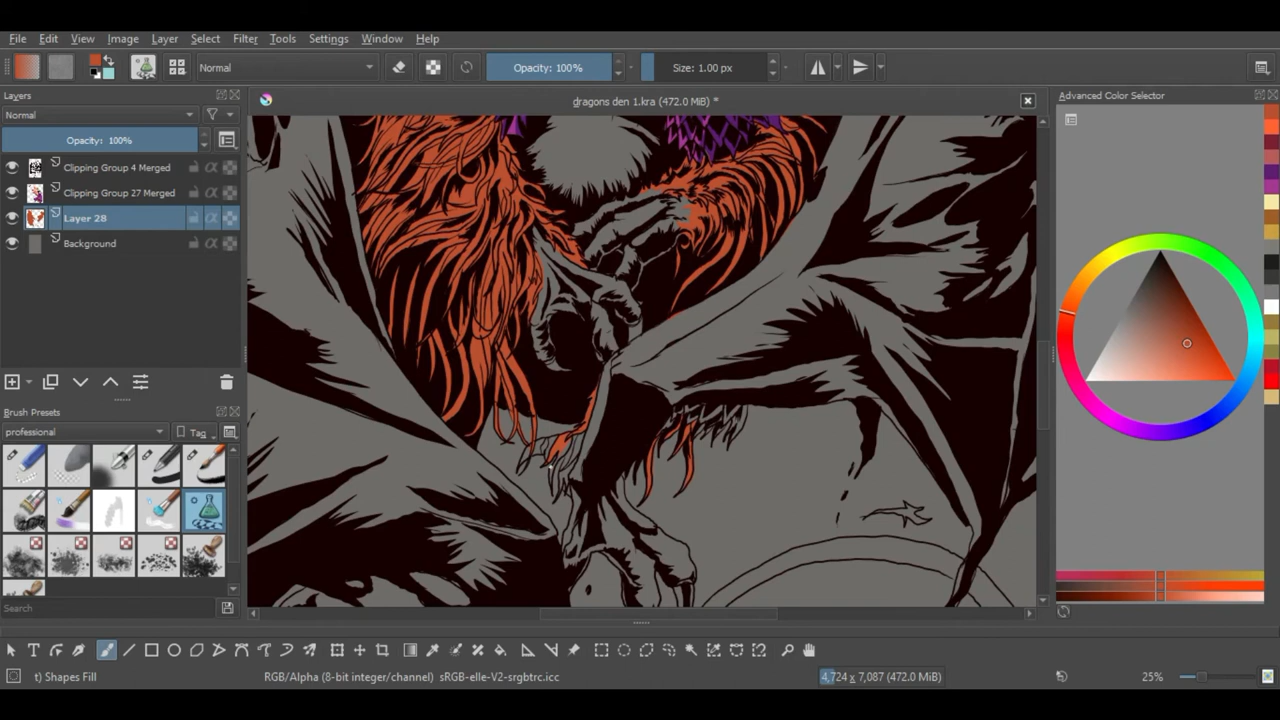 File Edit View Image Layer Select Filter Tools Settings Window Help
Normal Opacity: 100% Size: 1.00 px
Layers
dragons den 1.kra (472.0 MiB) *
Advanced Color Selector
Normal
Opacity: 100%
Clipping Group 4 Merged
Clipping Group 27 Merged
Layer 28
Background
Brush Presets
professional Tag
Search
t) Shapes Fill RGB/Alpha (8-bit integer/channel) sRGB-elle-V2-srgbtrc.icc 4,724 x 7,087 (472.0 MiB) 25%